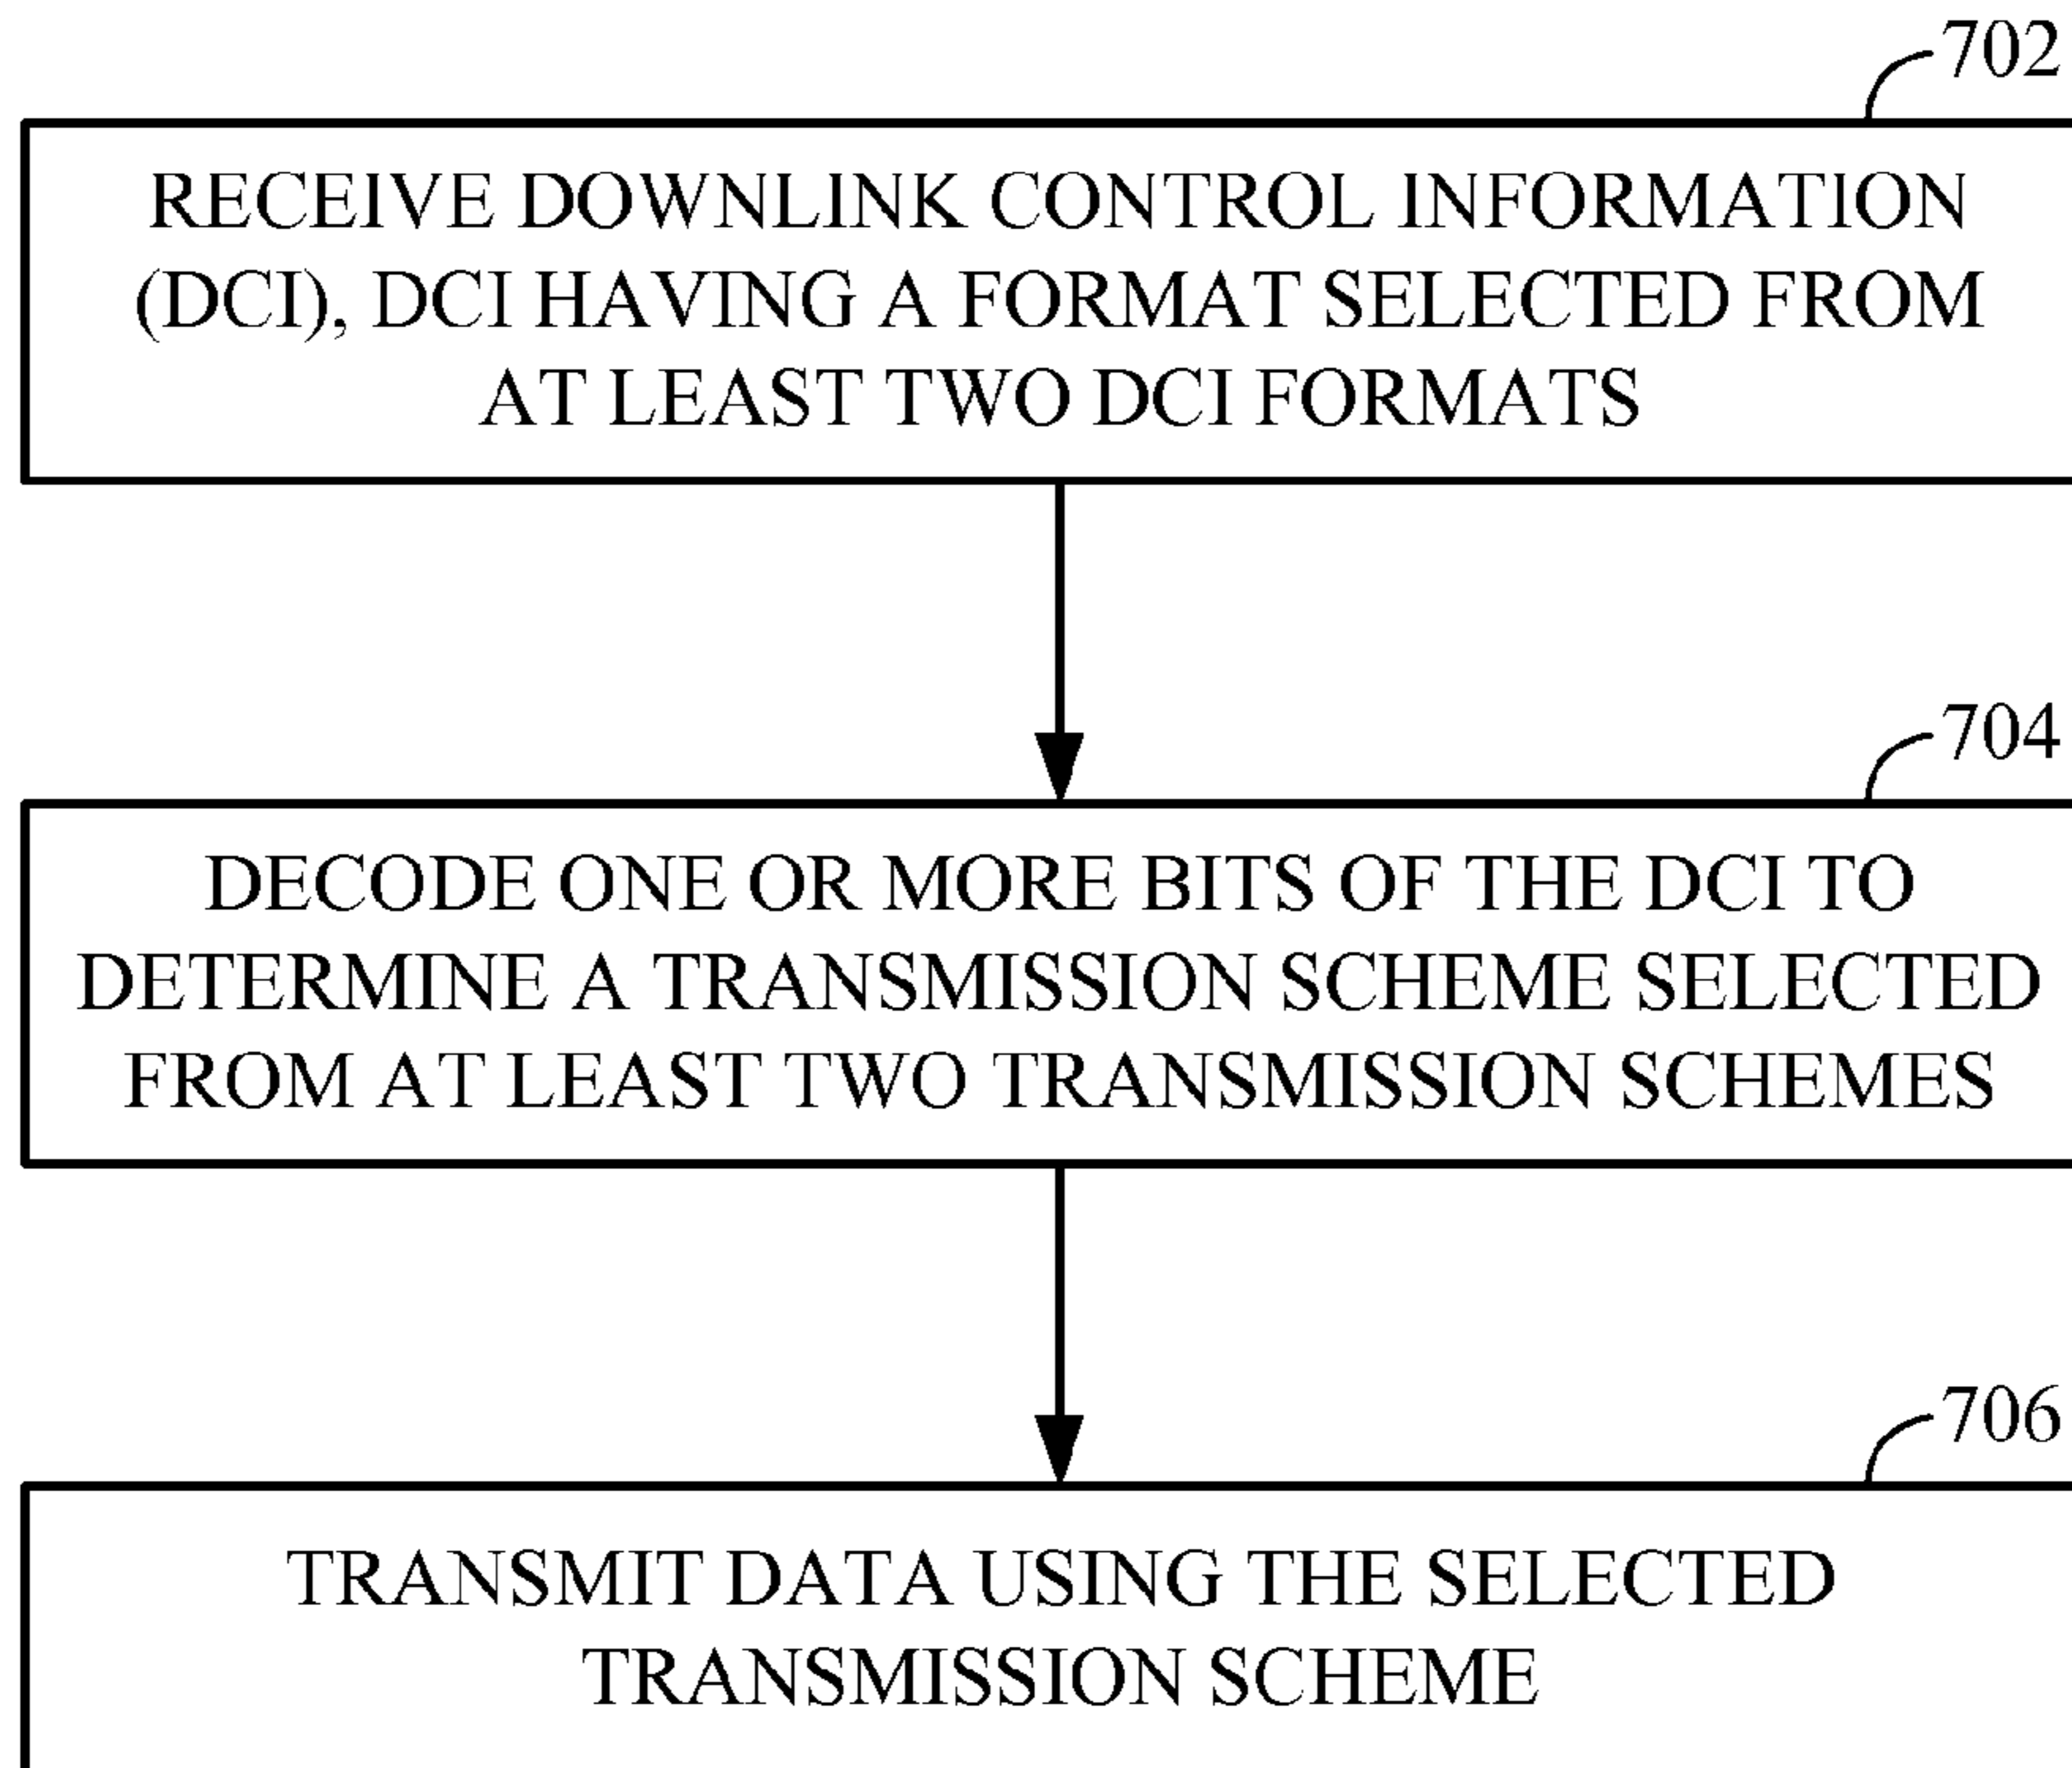 702
RECEIVE DOWNLINK CONTROL INFORMATION
(DCI), DCI HAVING A FORMAT SELECTED FROM
AT LEAST TWO DCI FORMATS
704
DECODE ONE OR MORE BITS OF THE DCI TO
DETERMINE A TRANSMISSION SCHEME SELECTED
FROM AT LEAST TWO TRANSMISSION SCHEMES
706
TRANSMIT DATA USING THE SELECTED
TRANSMISSION SCHEME